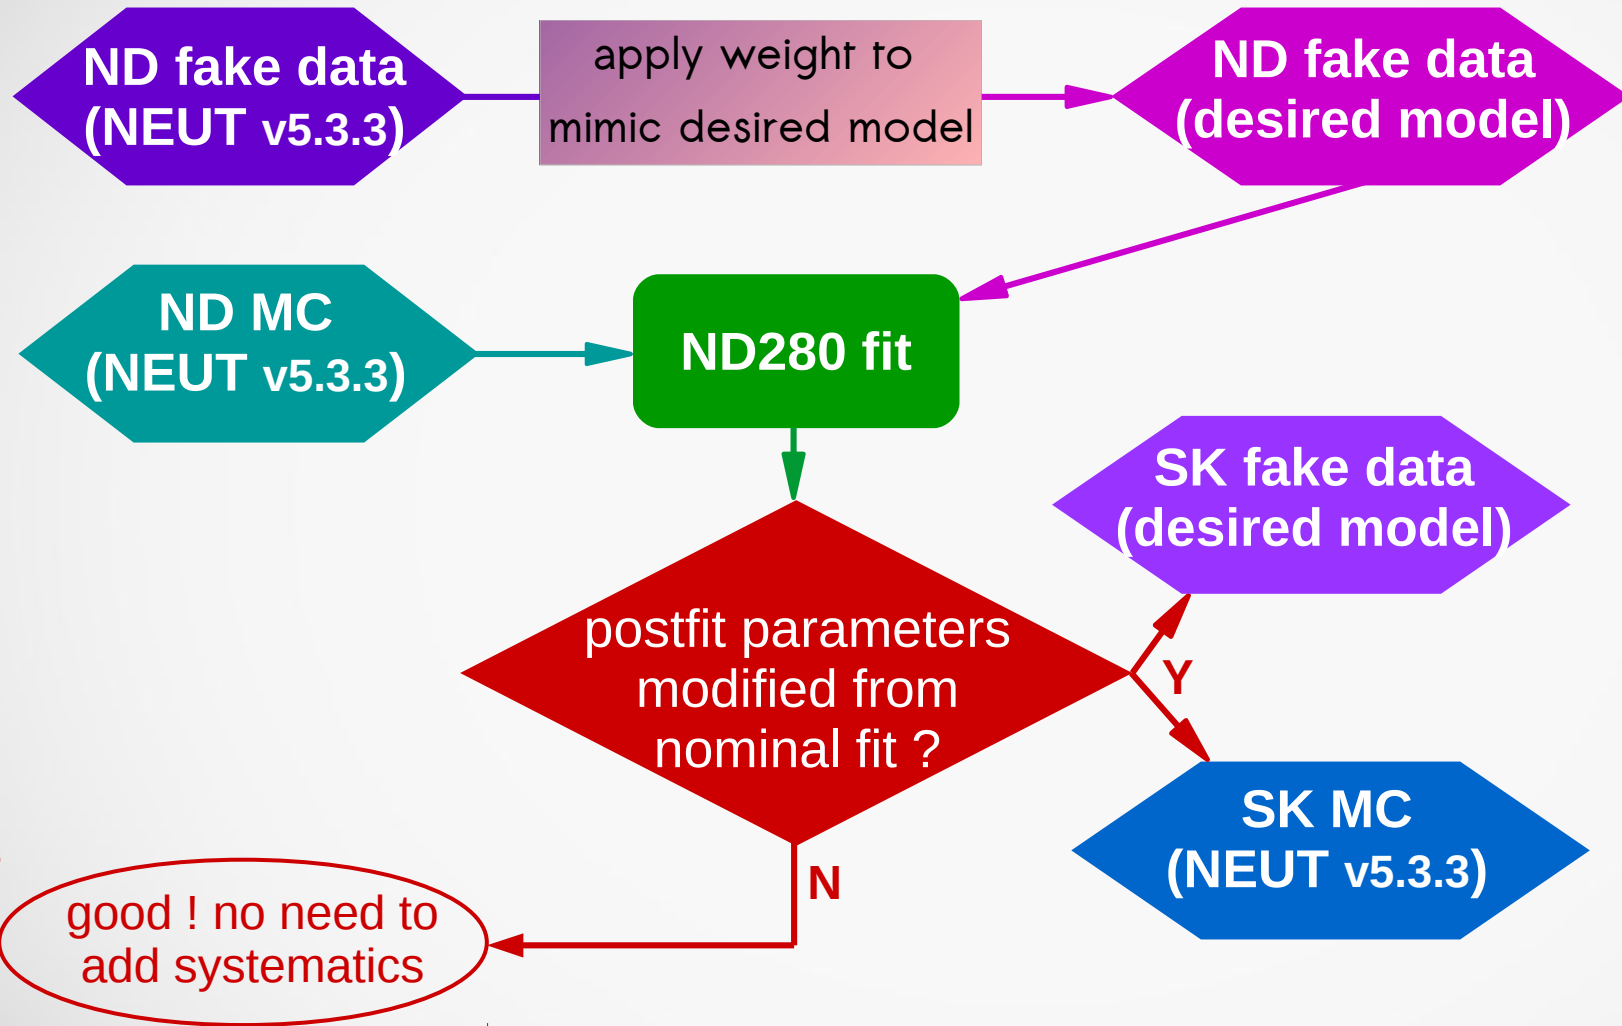 ND fake data
(NEUT v5.3.3)
apply weight to
mimic desired model
ND fake data
(desired model)
ND MC
(NEUT v5.3.3)
ND280 fit
SK fake data
(desired model)
postfit parameters
modified from
nominal fit ?
Y
SK MC
(NEUT v5.3.3)
N
good ! no need to
add systematics